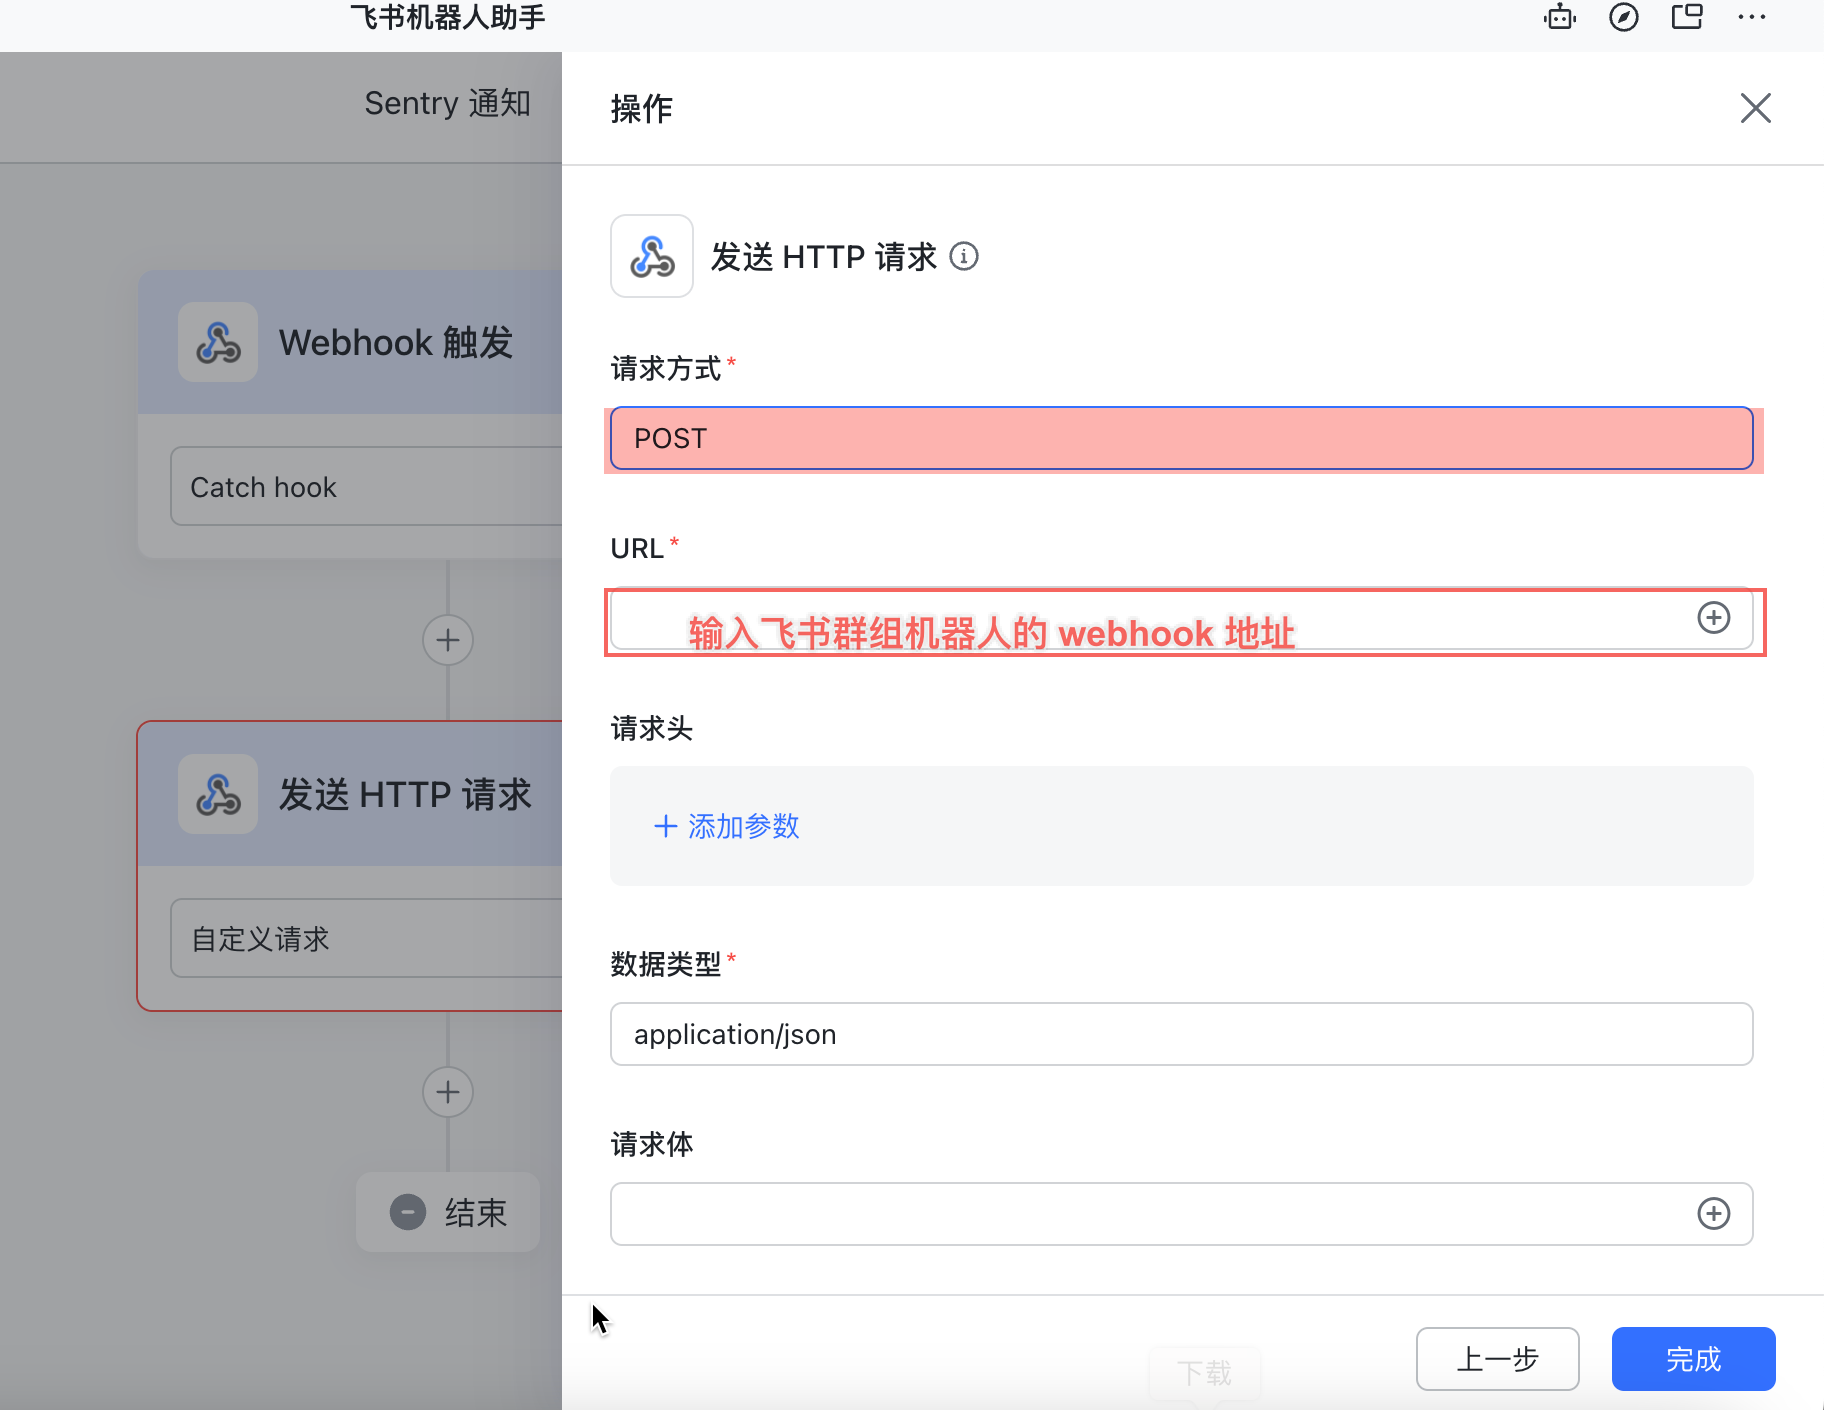 飞书机器人助手
Sentry 通知
Webhook 触发
Catch hook
发送 HTTP 请求
自定义请求
结束
操作
发送 HTTP 请求
请求方式*
POST
URL*
输入飞书群组机器人的 webhook 地址
请求头
+ 添加参数
数据类型*
application/json
请求体
下载
上一步
完成